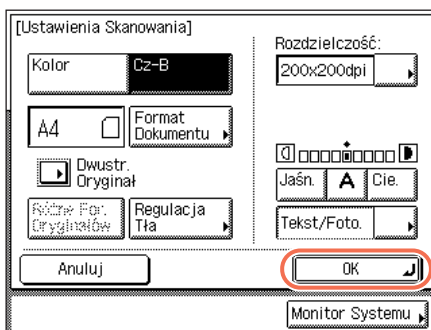 [Ustawienia Skanowania]
Kolor
Cz-B
A4
Format
Dokumentu
Dwustr.
Oryginał
Różne For.
Oryginałów
Regulacja
Tła
Rozdzielczość:
200x200dpi
Jaśn.
A
Cie.
Tekst/Foto.
Anuluj
OK
Monitor Systemu